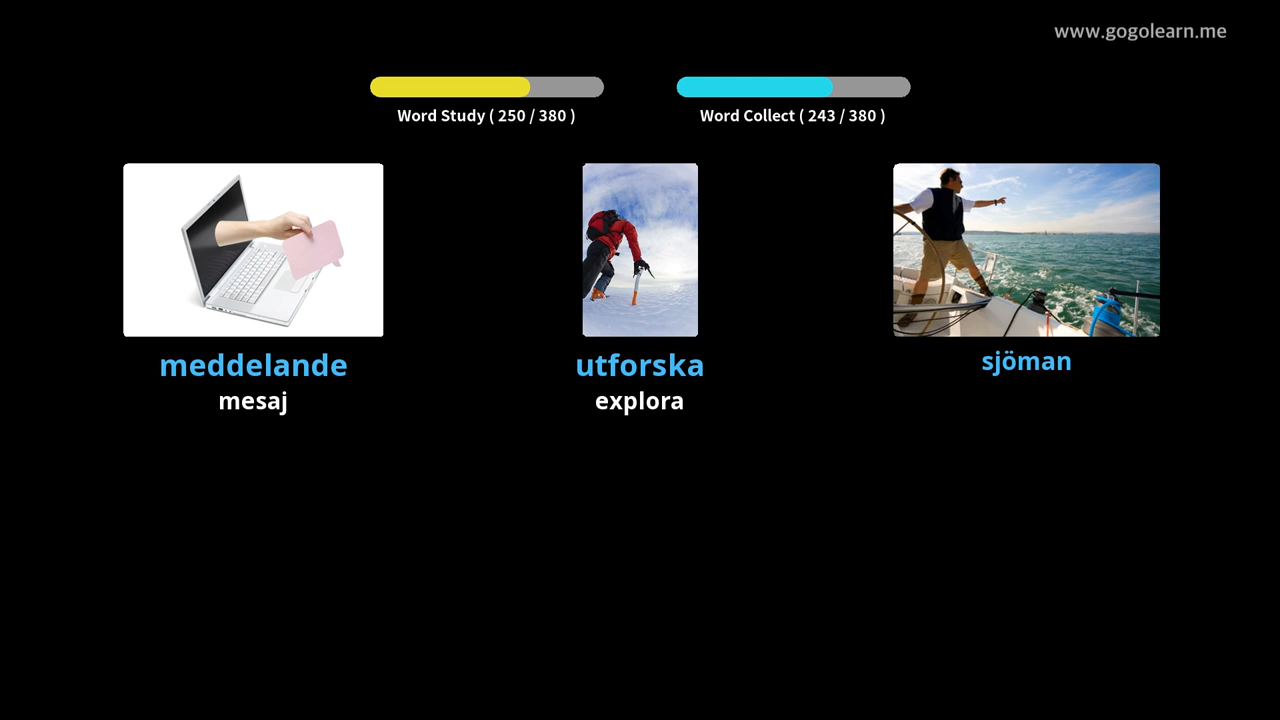 www.gogolearn.me
Word Study ( 250 / 380 )
Word Collect ( 243 / 380 )
meddelande
mesaj
utforska
explora
sjöman